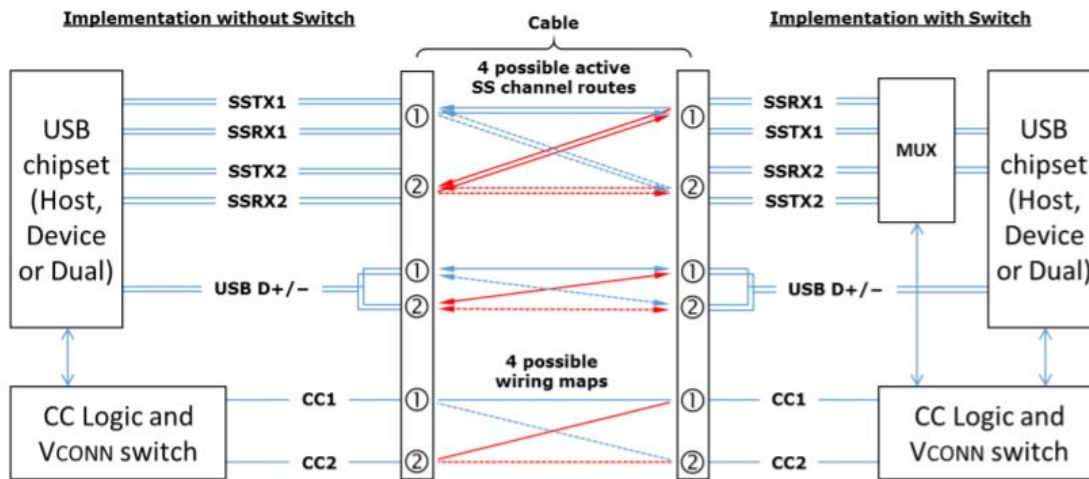 Implementation without Switch
Implementation with Switch
Cable
4 possible active
SS channel routes
USB
chipset
(Host,
Device
or Dual)
SSTX1
SSRX1
SSTX2
SSRX2
USB D+/−
①
②
①
②
①
②
①
②
SSRX1
SSTX1
SSRX2
SSTX2
USB D+/−
MUX
USB
chipset
(Host,
Device
or Dual)
4 possible
wiring maps
CC Logic and
VCONN switch
CC1
CC2
①
②
①
②
CC1
CC2
CC Logic and
VCONN switch